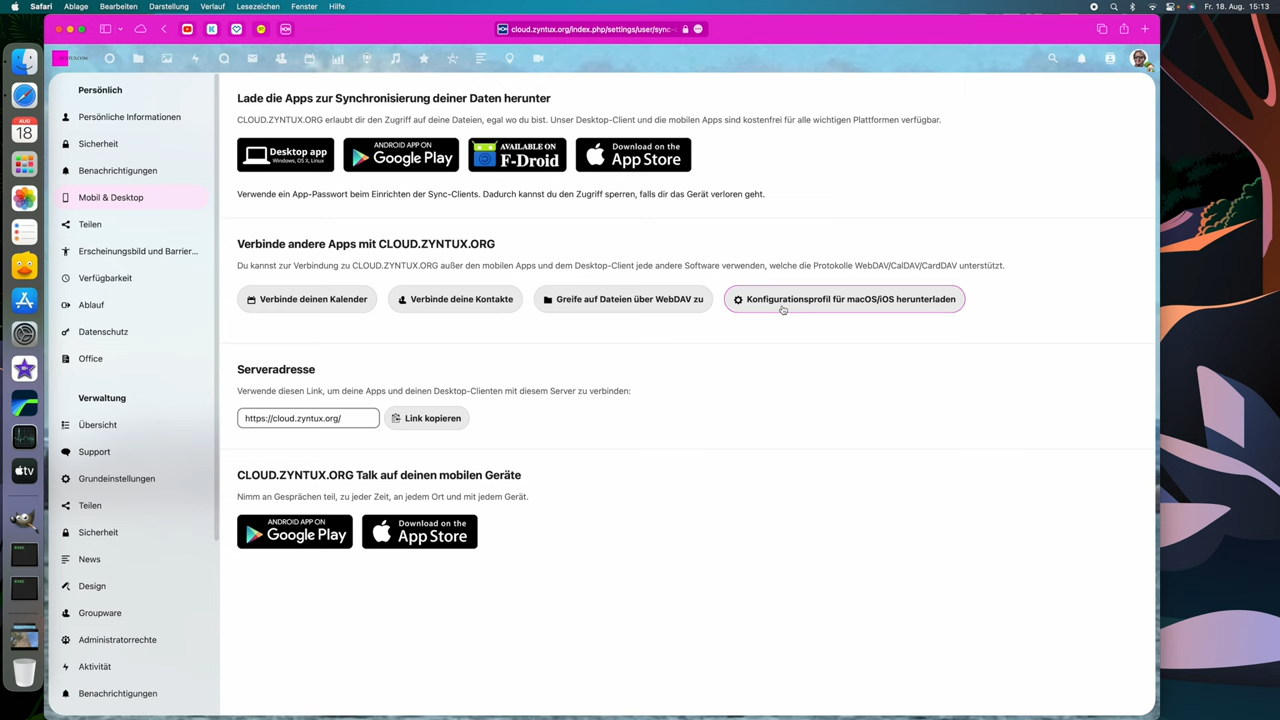 Safari Ablage Bearbeiten Darstellung Verlauf Lesezeichen Fenster Hilfe
Fr. 18. Aug. 15:13
cloud.zyntux.org/index.php/settings/user/sync-
AUG
18
tv
Persönlich
Persönliche Informationen
Sicherheit
Benachrichtigungen
Mobil & Desktop
Teilen
Erscheinungsbild und Barrier...
Verfügbarkeit
Ablauf
Datenschutz
Office
Verwaltung
Übersicht
Support
Grundeinstellungen
Teilen
Sicherheit
News
Design
Groupware
Administratorrechte
Aktivität
Benachrichtigungen
Lade die Apps zur Synchronisierung deiner Daten herunter
CLOUD.ZYNTUX.ORG erlaubt dir den Zugriff auf deine Dateien, egal wo du bist. Unser Desktop-Client und die mobilen Apps sind kostenfrei für alle wichtigen Plattformen verfügbar.
Desktop app
Windows, OS X, Linux
ANDROID APP ON
Google Play
AVAILABLE ON
F-Droid
Download on the
App Store
Verwende ein App-Passwort beim Einrichten der Sync-Clients. Dadurch kannst du den Zugriff sperren, falls dir das Gerät verloren geht.
Verbinde andere Apps mit CLOUD.ZYNTUX.ORG
Du kannst zur Verbindung zu CLOUD.ZYNTUX.ORG außer den mobilen Apps und dem Desktop-Client jede andere Software verwenden, welche die Protokolle WebDAV/CalDAV/CardDAV unterstützt.
Verbinde deinen Kalender
Verbinde deine Kontakte
Greife auf Dateien über WebDAV zu
Konfigurationsprofil für macOS/iOS herunterladen
Serveradresse
Verwende diesen Link, um deine Apps und deinen Desktop-Clienten mit diesem Server zu verbinden:
https://cloud.zyntux.org/
Link kopieren
CLOUD.ZYNTUX.ORG Talk auf deinen mobilen Geräte
Nimm an Gesprächen teil, zu jeder Zeit, an jedem Ort und mit jedem Gerät.
ANDROID APP ON
Google Play
Download on the
App Store